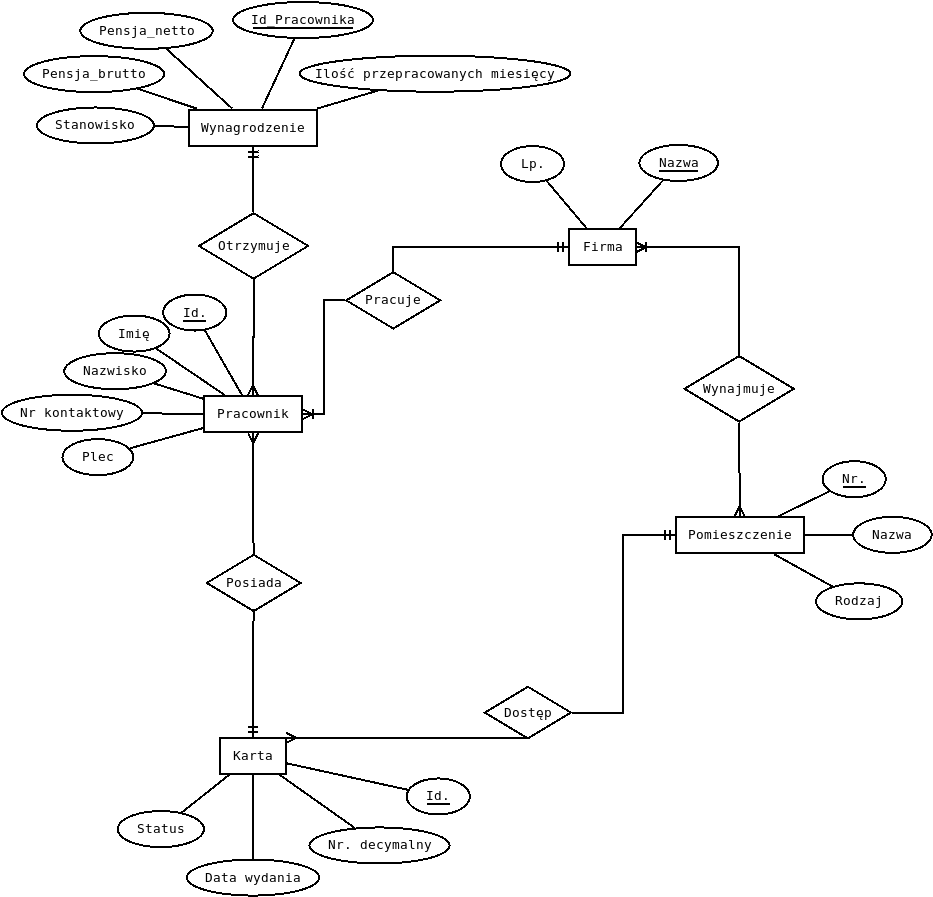 Id_Pracownika
Pensja_netto
Pensja_brutto
Ilość przepracowanych miesięcy
Stanowisko
Wynagrodzenie
Lp.
Nazwa
Otrzymuje
Firma
Pracuje
Id.
Imię
Nazwisko
Wynajmuje
Nr kontaktowy
Pracownik
Plec
Nr.
Pomieszczenie
Nazwa
Posiada
Rodzaj
Dostęp
Karta
Id.
Status
Nr. decymalny
Data wydania